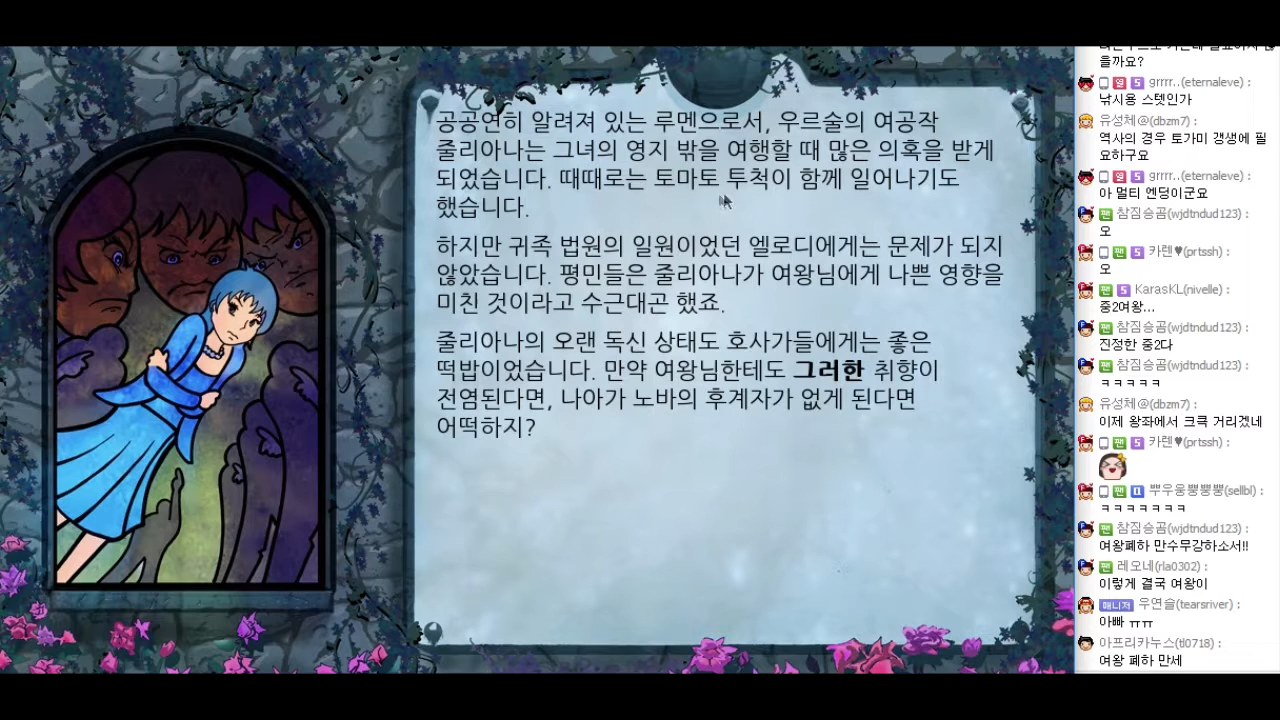 공공연히 알려져 있는 루멘으로서, 우르술의 여공작
줄리아나는 그녀의 영지 밖을 여행할 때 많은 의혹을 받게
되었습니다. 때때로는 토마토 투척이 함께 일어나기도
했습니다.
하지만 귀족 법원의 일원이었던 엘로디에게는 문제가 되지
않았습니다. 평민들은 줄리아나가 여왕님에게 나쁜 영향을
미친 것이라고 수근대곤 했죠.
줄리아나의 오랜 독신 상태도 호사가들에게는 좋은
떡밥이었습니다. 만약 여왕님한테도 그러한 취향이
전염된다면, 나아가 노바의 후계자가 없게 된다면
어떡하지?
을까요?
열 S grrrr..(eternaleve) :
낚시용 스텟인가
유성체@(dbzm7) :
역사의 경우 토가미 갱생에 필
요하구요
열 S grrrr..(eternaleve) :
아 멀티 엔딩이군요
팬 참짐승곰(wjdtndud123) :
오
팬 S 카렌♥(prtssh) :
오
팬 S KarasKL(nivelle) :
중2여왕...
팬 참짐승곰(wjdtndud123) :
진정한 중2다
팬 참짐승곰(wjdtndud123) :
ㅋㅋㅋㅋㅋ
유성체@(dbzm7) :
이제 왕좌에서 크큭 거리겠네
팬 S 카렌♥(prtssh) :
팬 Q 뿌우웅뿡뿡뿡(sellbl) :
ㅋㅋㅋㅋㅋㅋㅋ
팬 참짐승곰(wjdtndud123) :
여왕폐하 만수무강하소서!!
팬 레오네(rla0302) :
이렇게 결국 여왕이
매니저 우연슬(tearsriver) :
아빠 ㅠㅠ
아프리카누스(tl0718) :
여왕 폐하 만세